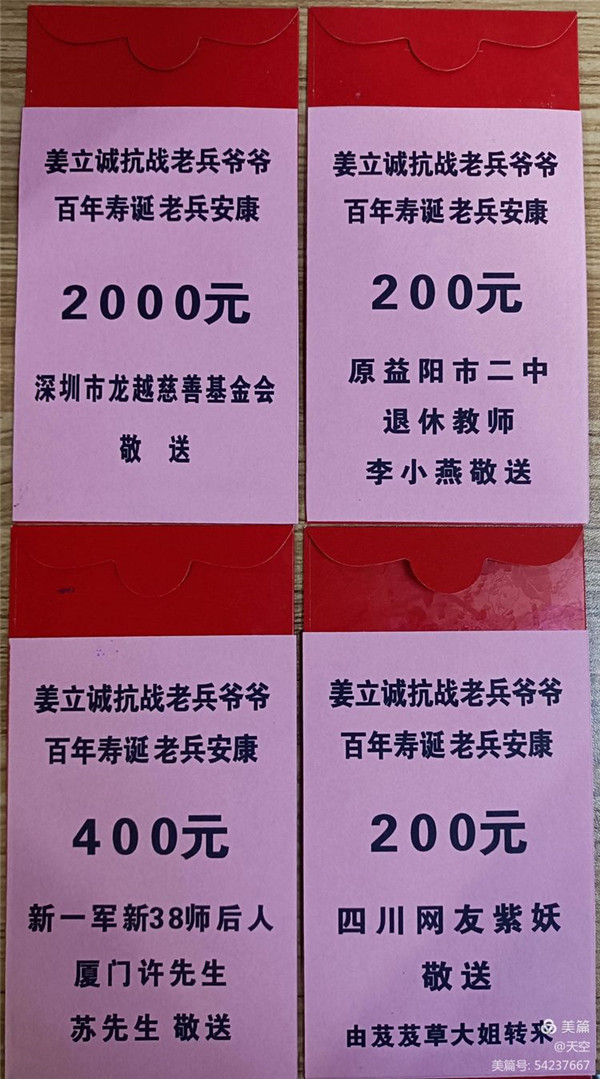 姜立诚抗战老兵爷爷
百年寿诞 老兵安康
2000元
深圳市龙越慈善基金会
敬 送
姜立诚抗战老兵爷爷
百年寿诞 老兵安康
200元
原益阳市二中
退休教师
李小燕敬送
姜立诚抗战老兵爷爷
百年寿诞 老兵安康
400元
新一军新38师后人
厦门许先生
苏先生 敬送
姜立诚抗战老兵爷爷
百年寿诞 老兵安康
200元
四川网友紫妖
敬送
由芨芨草大姐转来
美篇
@天空
美篇号: 54237667